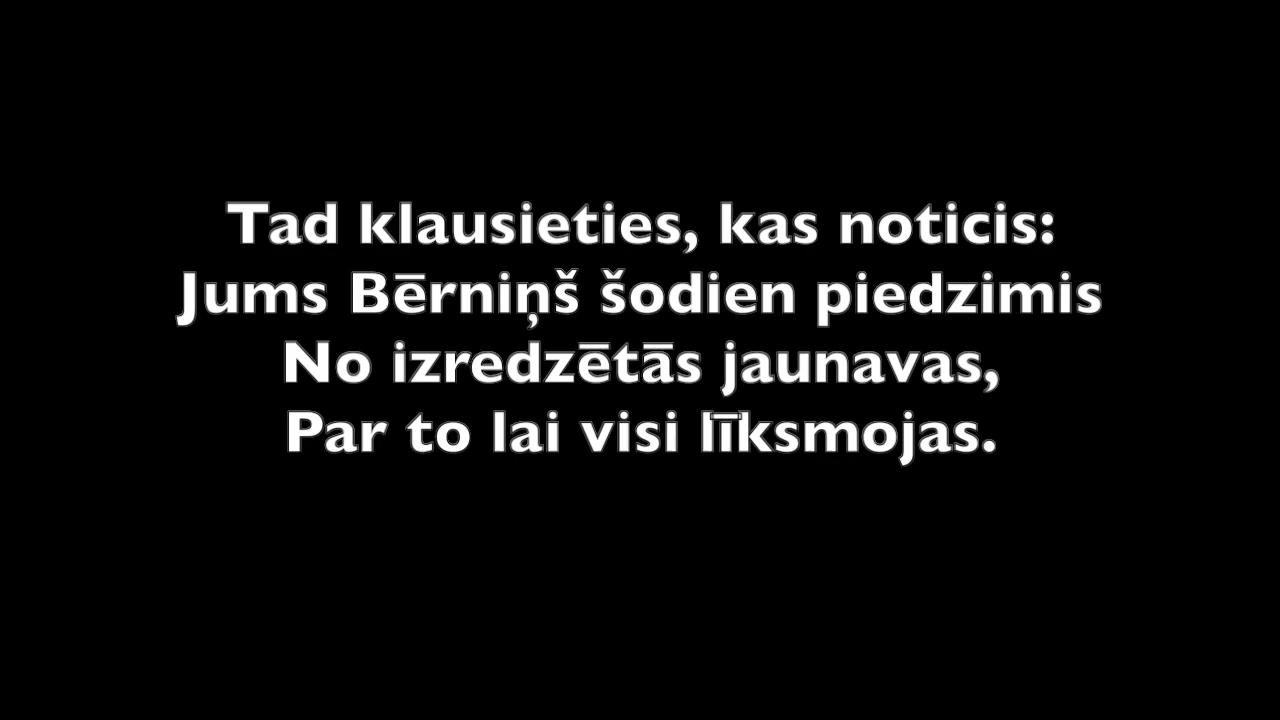 Tad klausieties, kas noticis:
Jums Bērniņš šodien piedzimis
No izredzētās jaunavas,
Par to lai visi līksmojas.